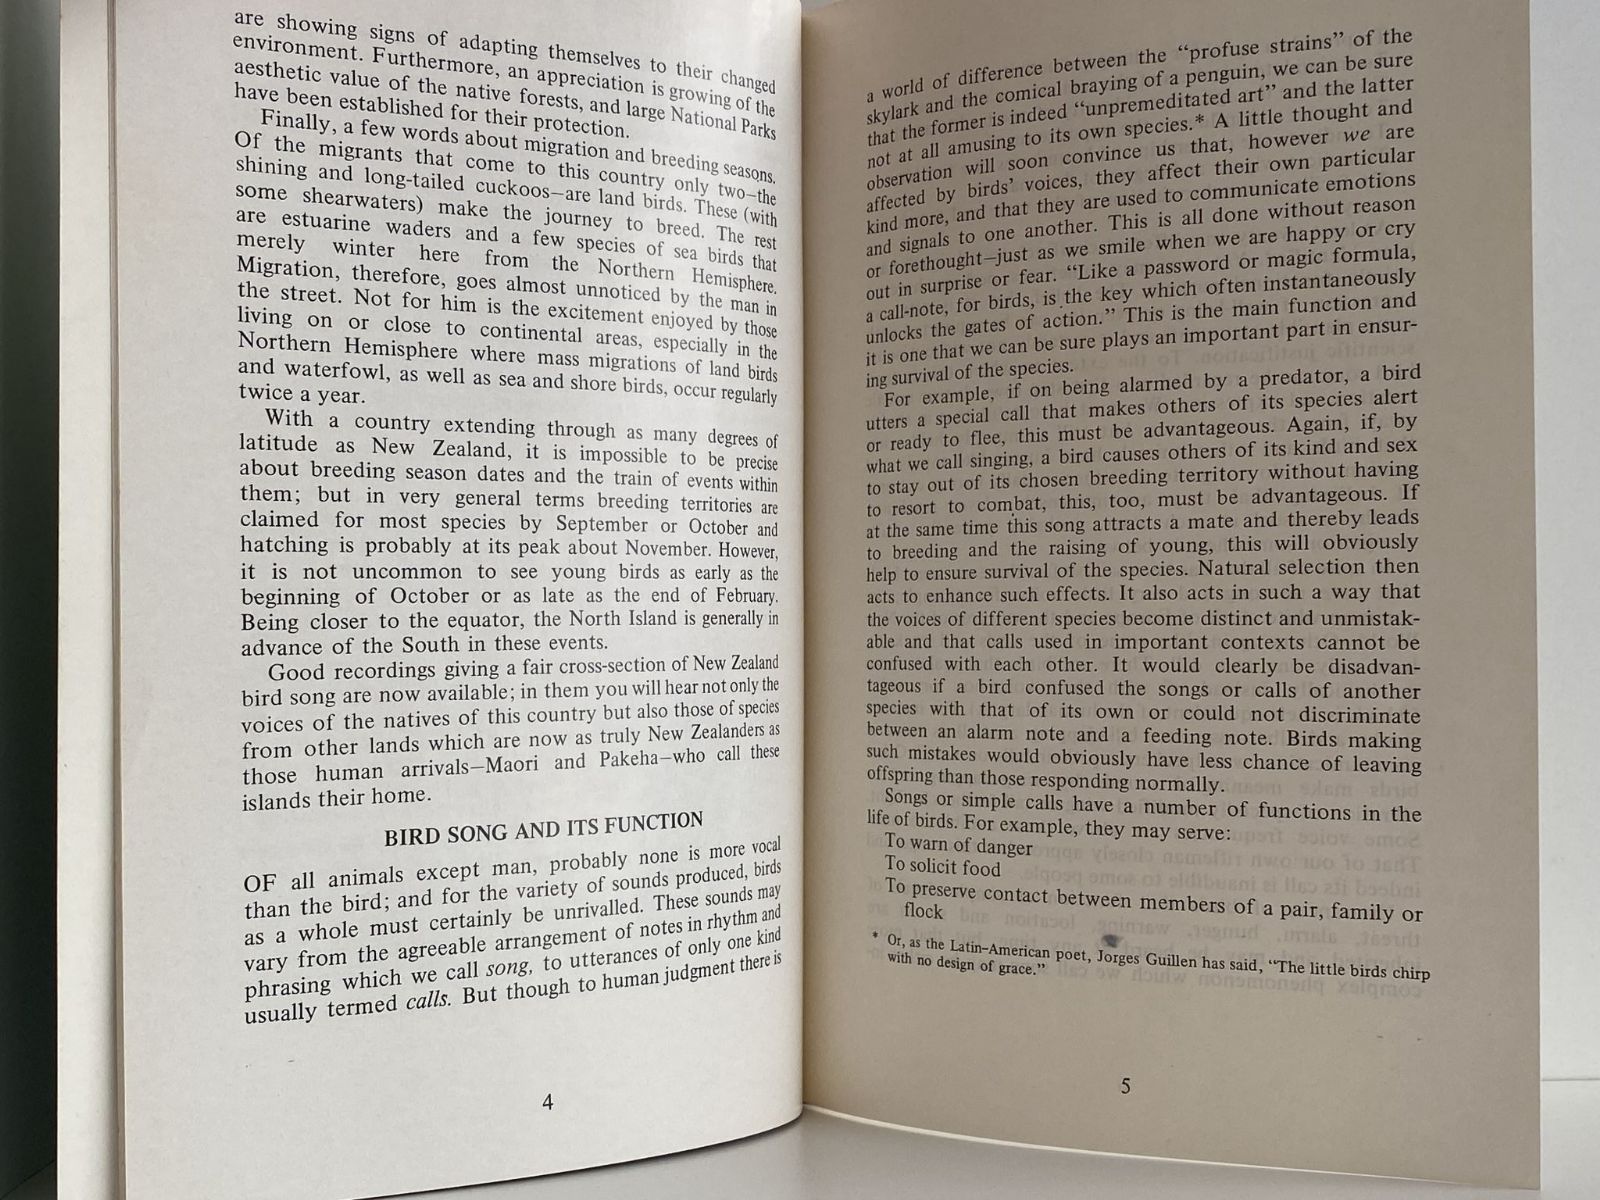 are showing signs of adapting themselves to their changed
environment. Furthermore, an appreciation is growing of the
aesthetic value of the native forests, and large National Parks
have been established for their protection.
Finally, a few words about migration and breeding seasons.
Of the migrants that come to this country only two—the
shining and long-tailed cuckoos—are land birds. These (with
some shearwaters) make the journey to breed. The rest
are estuarine waders and a few species of sea birds that
merely winter here from the Northern Hemisphere.
Migration, therefore, goes almost unnoticed by the man in
the street. Not for him is the excitement enjoyed by those
living on or close to continental areas, especially in the
Northern Hemisphere where mass migrations of land birds
and waterfowl, as well as sea and shore birds, occur regularly
twice a year.
With a country extending through as many degrees of
latitude as New Zealand, it is impossible to be precise
about breeding season dates and the train of events within
them; but in very general terms breeding territories are
claimed for most species by September or October and
hatching is probably at its peak about November. However,
it is not uncommon to see young birds as early as the
beginning of October or as late as the end of February.
Being closer to the equator, the North Island is generally in
advance of the South in these events.
Good recordings giving a fair cross-section of New Zealand
bird song are now available; in them you will hear not only the
voices of the natives of this country but also those of species
from other lands which are now as truly New Zealanders as
those human arrivals—Maori and Pakeha—who call these
islands their home.
BIRD SONG AND ITS FUNCTION
OF all animals except man, probably none is more vocal
than the bird; and for the variety of sounds produced, birds
as a whole must certainly be unrivalled. These sounds may
vary from the agreeable arrangement of notes in rhythm and
phrasing which we call song, to utterances of only one kind
usually termed calls. But though to human judgment there is
4
a world of difference between the “profuse strains” of the
skylark and the comical braying of a penguin, we can be sure
that the former is indeed “unpremeditated art” and the latter
not at all amusing to its own species.* A little thought and
observation will soon convince us that, however we are
affected by birds’ voices, they affect their own particular
kind more, and that they are used to communicate emotions
and signals to one another. This is all done without reason
or forethought—just as we smile when we are happy or cry
out in surprise or fear. “Like a password or magic formula,
a call-note, for birds, is the key which often instantaneously
unlocks the gates of action.” This is the main function and
it is one that we can be sure plays an important part in ensur-
ing survival of the species.
For example, if on being alarmed by a predator, a bird
utters a special call that makes others of its species alert
or ready to flee, this must be advantageous. Again, if, by
what we call singing, a bird causes others of its kind and sex
to stay out of its chosen breeding territory without having
to resort to combat, this, too, must be advantageous. If
at the same time this song attracts a mate and thereby leads
to breeding and the raising of young, this will obviously
help to ensure survival of the species. Natural selection then
acts to enhance such effects. It also acts in such a way that
the voices of different species become distinct and unmistak-
able and that calls used in important contexts cannot be
confused with each other. It would clearly be disadvan-
tageous if a bird confused the songs or calls of another
species with that of its own or could not discriminate
between an alarm note and a feeding note. Birds making
such mistakes would obviously have less chance of leaving
offspring than those responding normally.
Songs or simple calls have a number of functions in the
life of birds. For example, they may serve:
To warn of danger
To solicit food
To preserve contact between members of a pair, family or
flock
* Or, as the Latin-American poet, Jorges Guillen has said, “The little birds chirp
with no design of grace.”
5